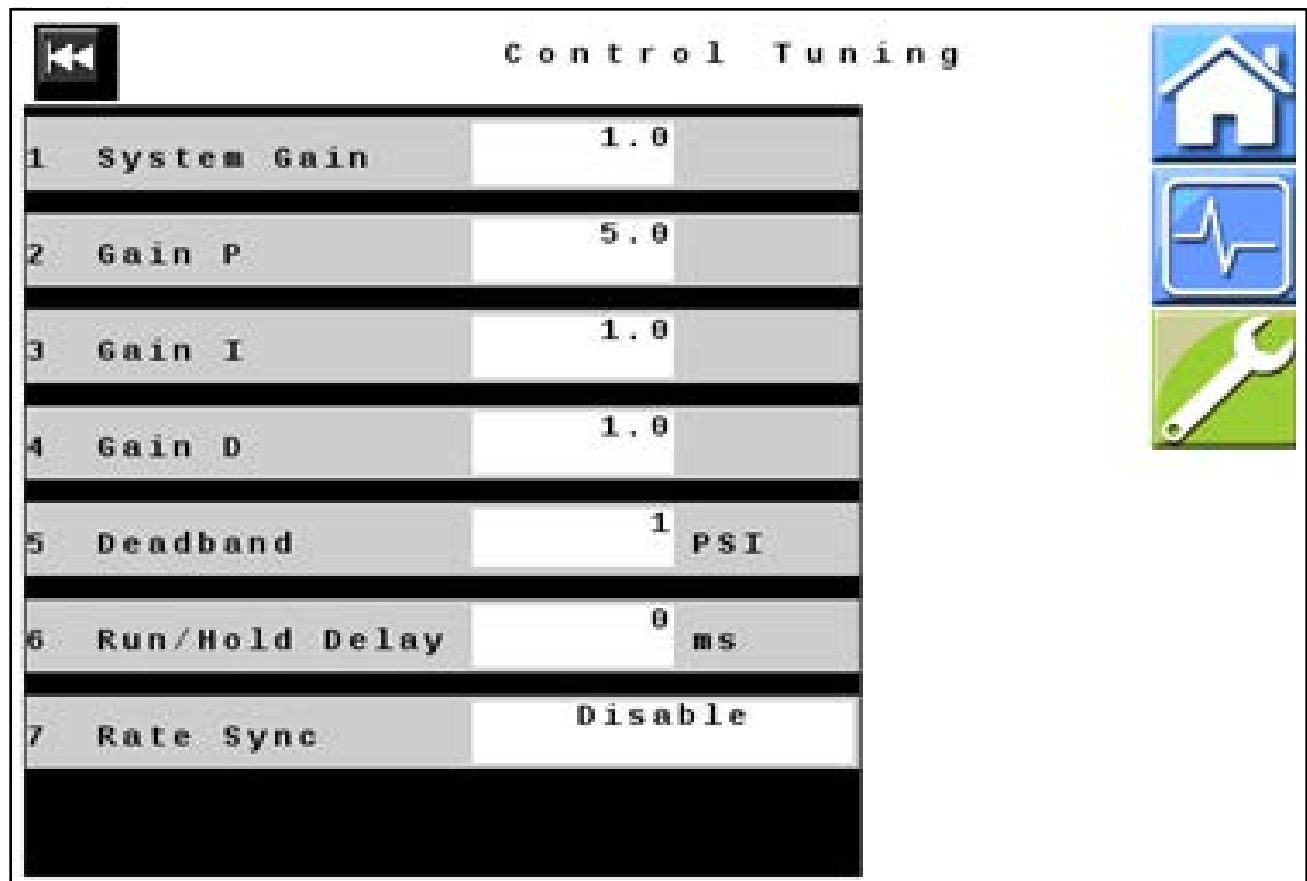 Control Tuning
1 System Gain 1.0
2 Gain P 5.0
3 Gain I 1.0
4 Gain D 1.0
5 Deadband 1 PSI
6 Run/Hold Delay 0 ms
7 Rate Sync Disable